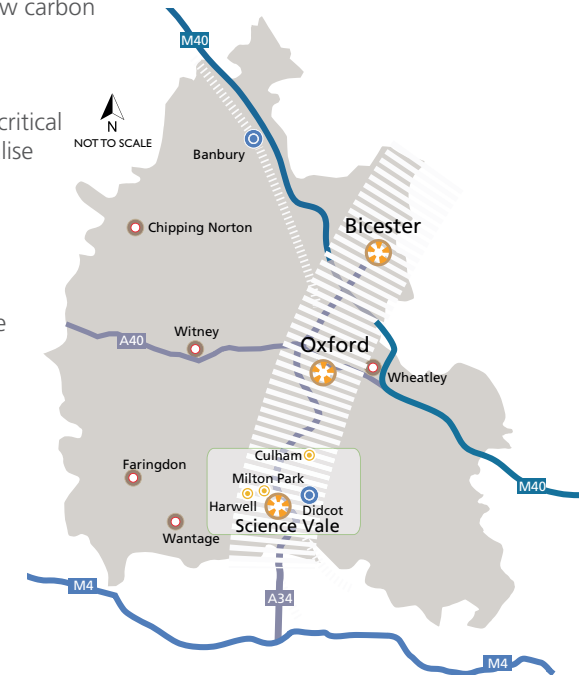 w carbon
M40
critical
N
NOT TO SCALE
lise
Banbury
Bicester
Chipping Norton
e
A40
Witney
Oxford
Wheatley
Culham
Faringdon
Milton Park
Harwell
Didcot
Science Vale
M40
Wantage
M4
A34
M4